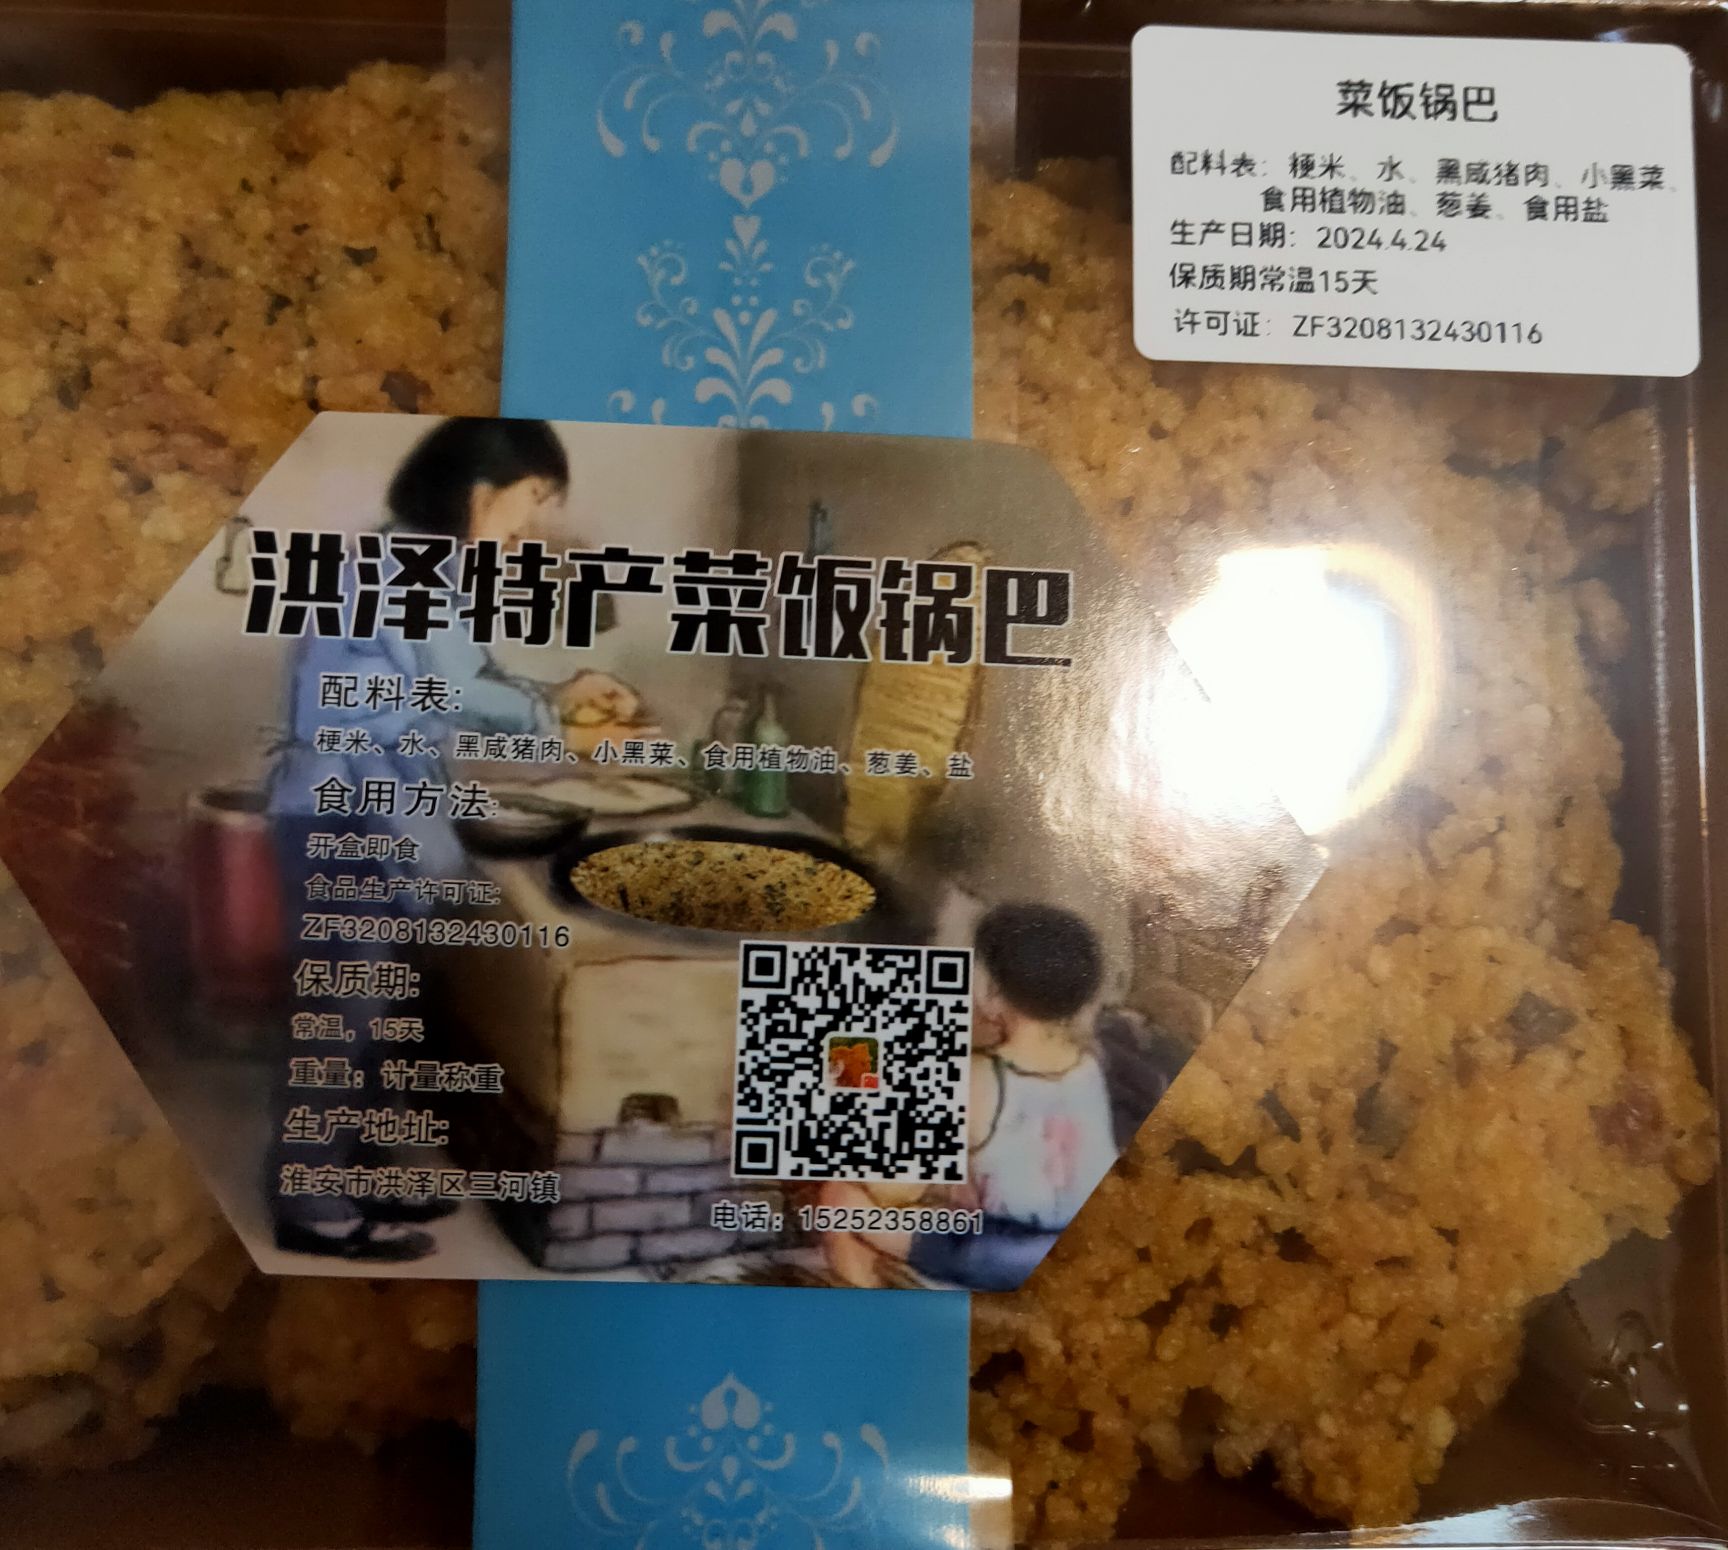 菜饭锅巴
配料表：粳米、水、黑咸猪肉、小黑菜、
食用植物油、葱姜、食用盐
生产日期：2024.4.24
保质期常温15天
许可证：ZF3208132430116
洪泽特产菜饭锅巴
配料表:
粳米、水、黑咸猪肉、小黑菜、食用植物油、葱姜、盐
食用方法:
开盒即食
食品生产许可证:
ZF3208132430116
保质期:
常温，15天
重量：计量称重
生产地址:
淮安市洪泽区三河镇
电话：15252358861